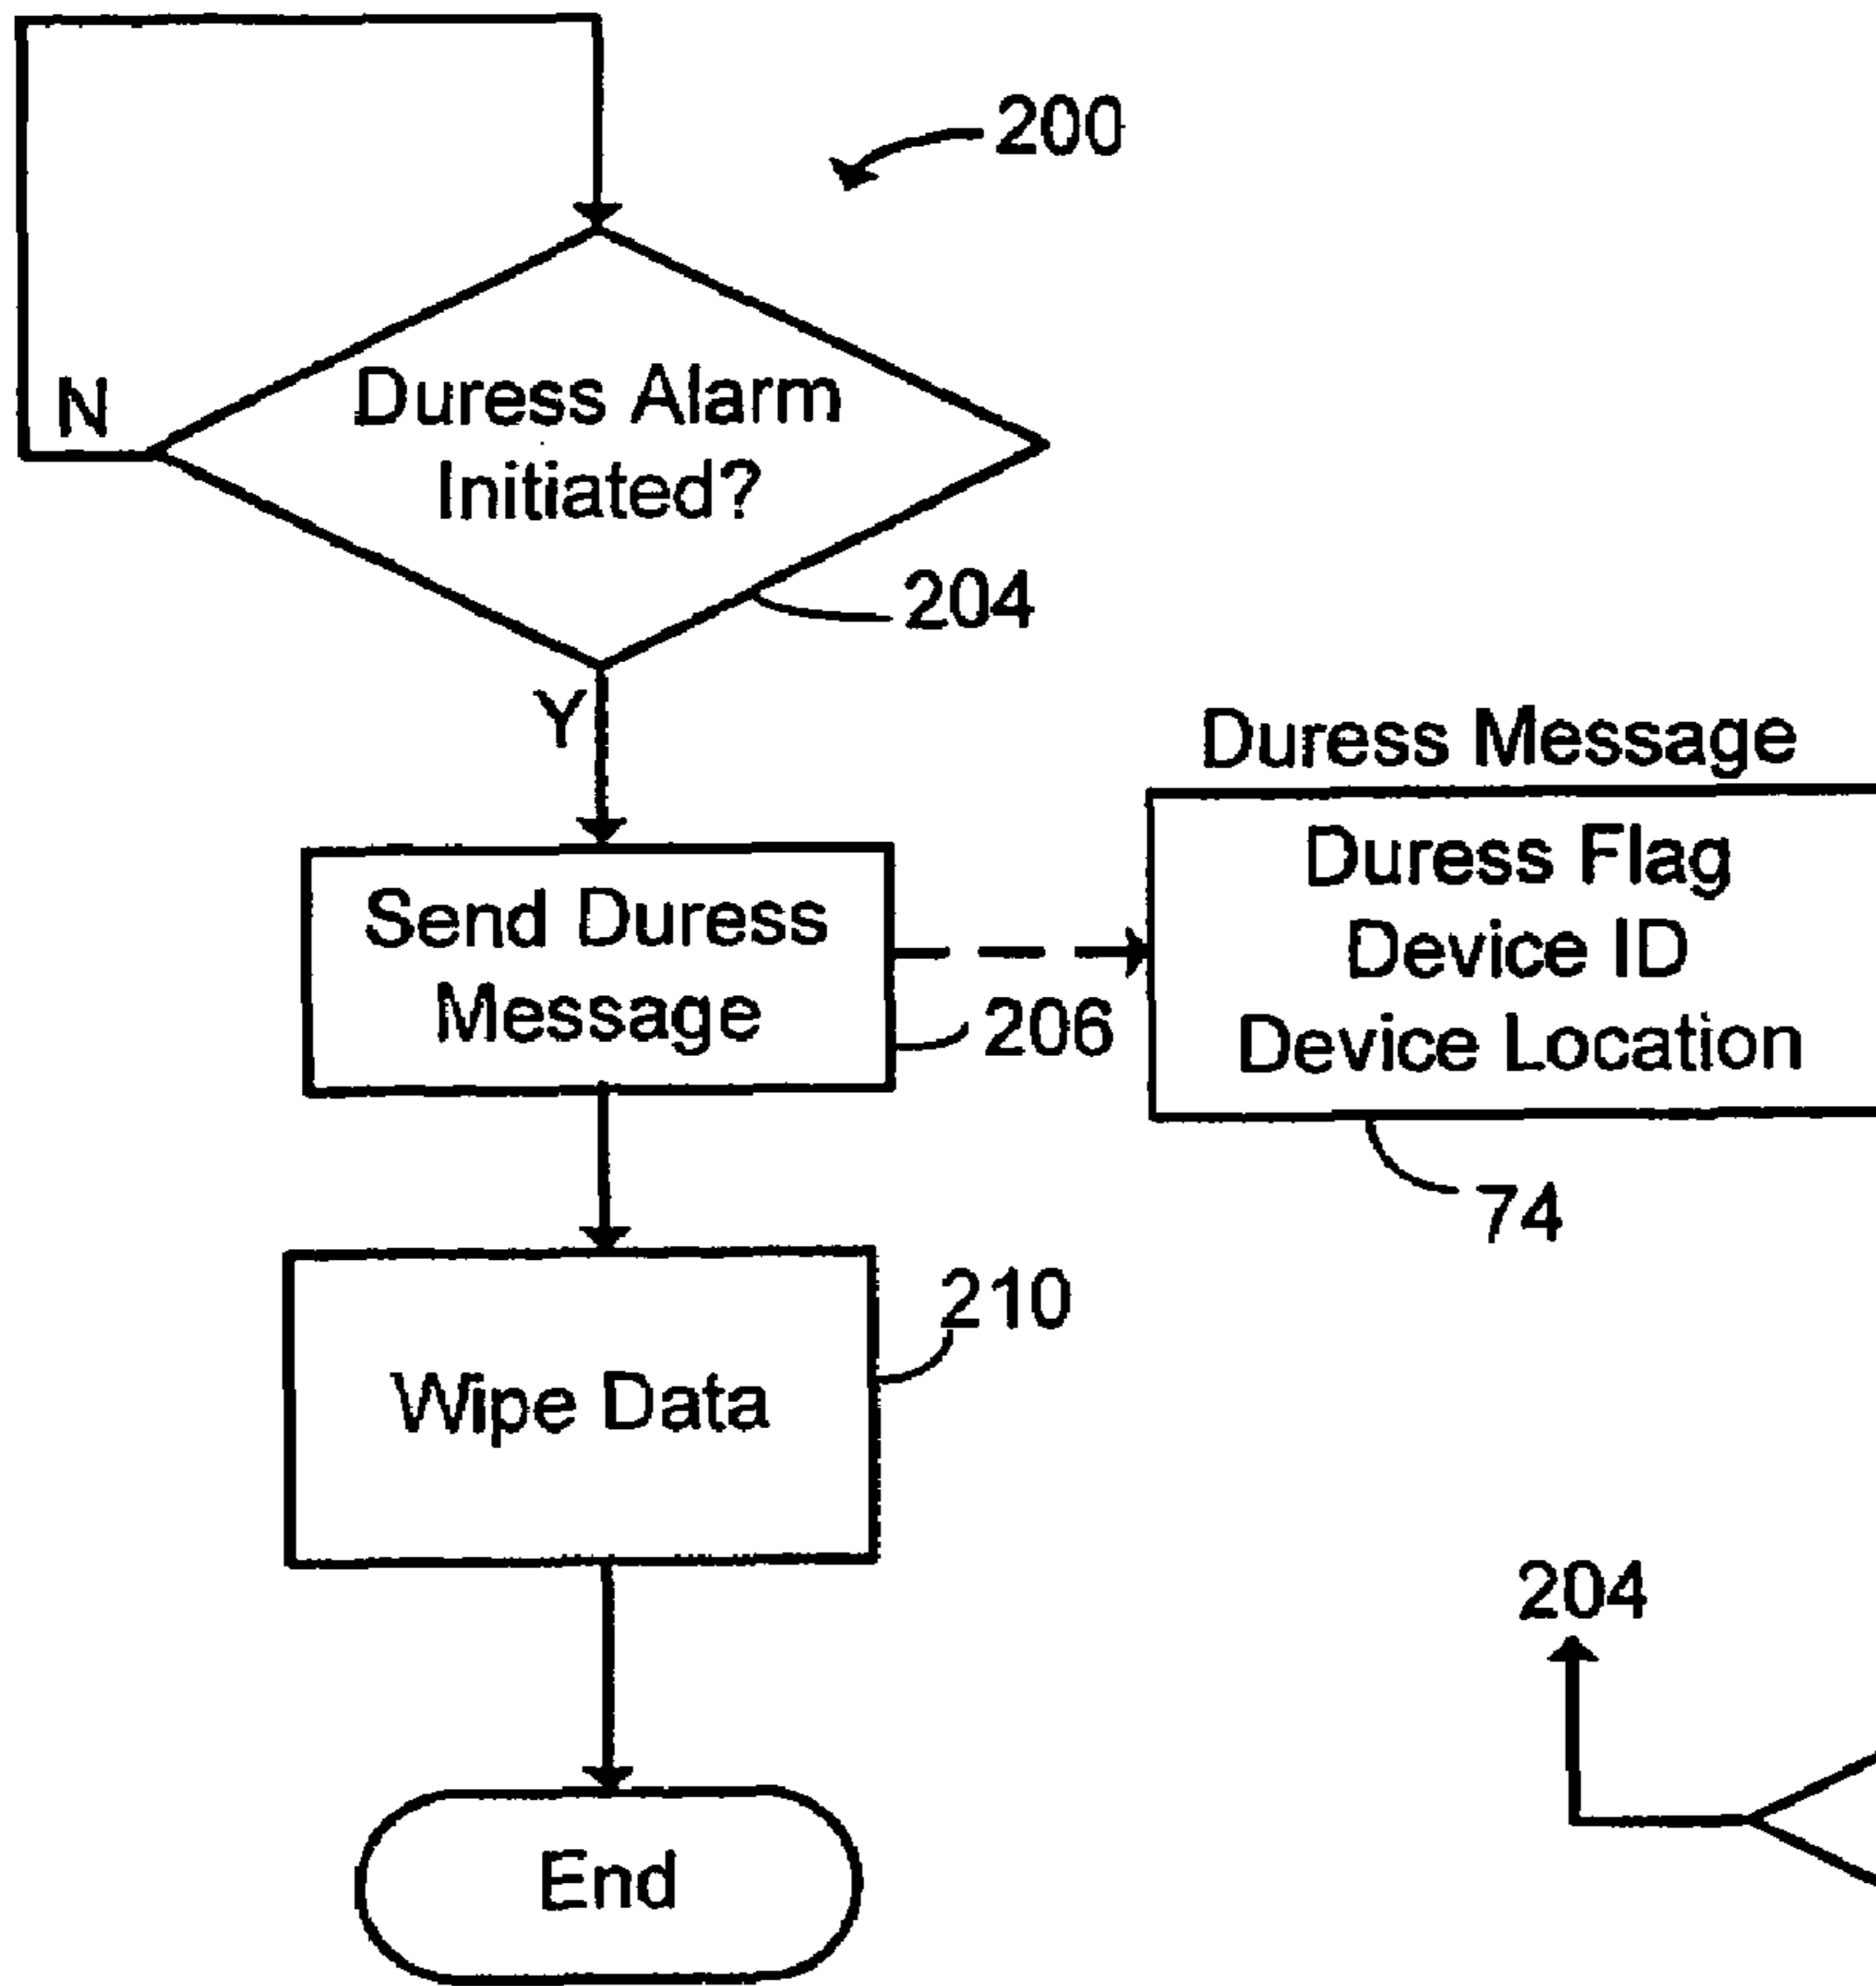 200
N
Duress Alarm
Initiated?
204
Y
Duress Message
Send Duress
Message
206
Duress Flag
Device ID
Device Location
74
Wipe Data
210
204
End